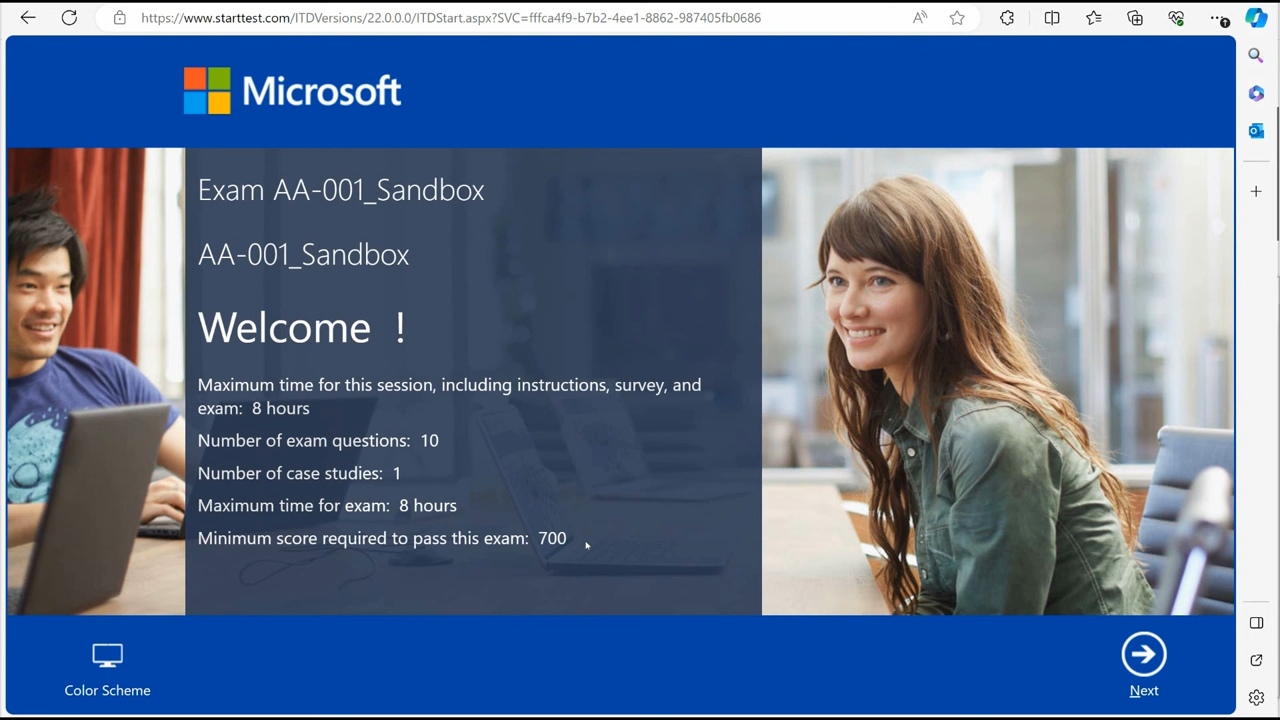 https://www.starttest.com/ITDVersions/22.0.0.0/ITDStart.aspx?SVC=fffca4f9-b7b2-4ee1-8862-987405fb0686
Microsoft
Exam AA-001_Sandbox
AA-001_Sandbox
Welcome !
Maximum time for this session, including instructions, survey, and
exam: 8 hours
Number of exam questions: 10
Number of case studies: 1
Maximum time for exam: 8 hours
Minimum score required to pass this exam: 700
Color Scheme
Next